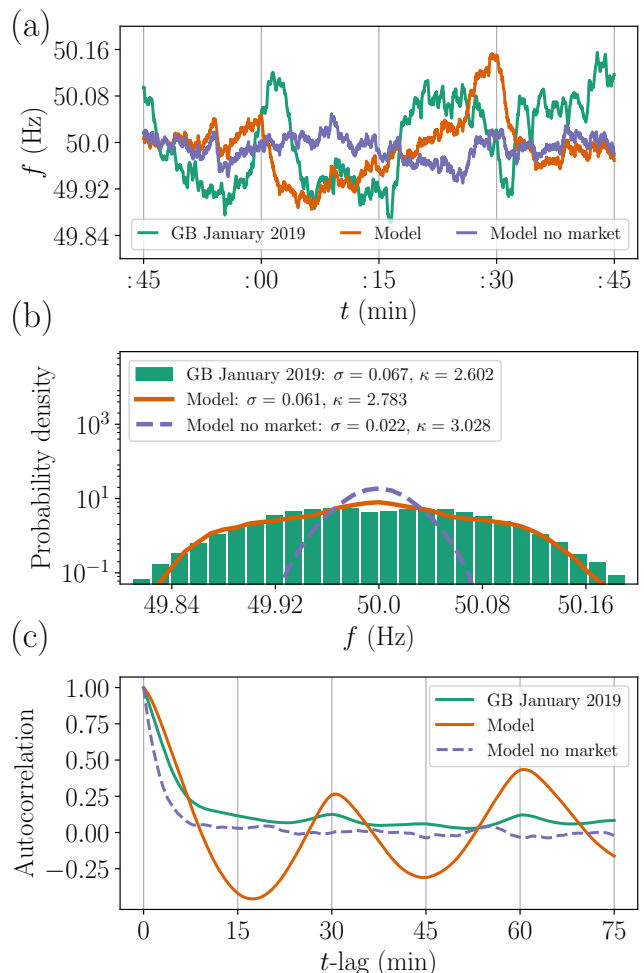 (a)
50.16
50.08
50.0
49.92
49.84
f (Hz)
GB January 2019 Model Model no market
:45 :00 :15 :30 :45
t (min)
(b)
Probability density
10³
10¹
10⁻¹
GB January 2019: σ = 0.067, κ = 2.602
Model: σ = 0.061, κ = 2.783
Model no market: σ = 0.022, κ = 3.028
49.84 49.92 50.0 50.08 50.16
f (Hz)
(c)
Autocorrelation
1.00
0.75
0.50
0.25
0.00
−0.25
GB January 2019
Model
Model no market
0 15 30 45 60 75
t-lag (min)